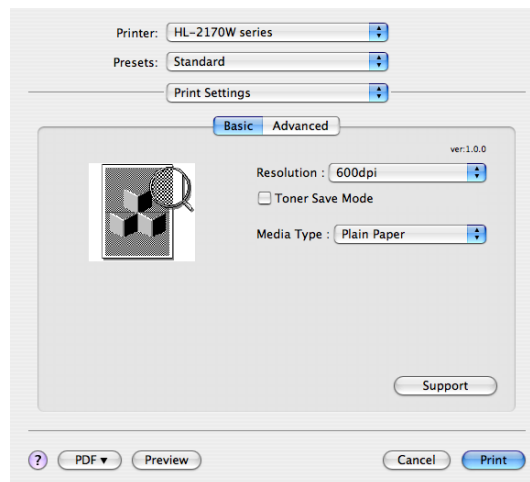 Printer: HL-2170W series
Presets: Standard
Print Settings
Basic Advanced
ver:1.0.0
Resolution : 600dpi
Toner Save Mode
Media Type : Plain Paper
Support
? PDF ▼ Preview Cancel Print